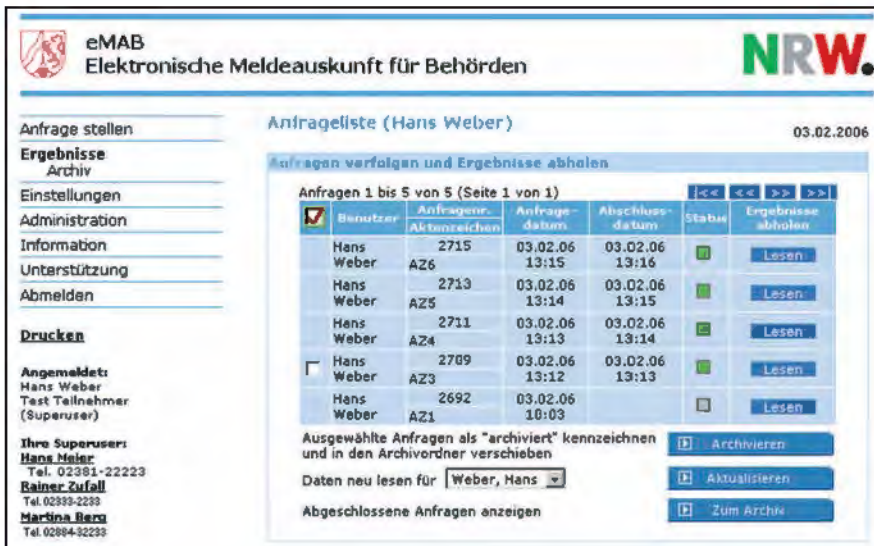 eMAB
Elektronische Meldeauskunft für Behörden
NRW.
Anfrage stellen
Ergebnisse
Archiv
Einstellungen
Administration
Information
Unterstützung
Abmelden
Drucken
Angemeldet:
Hans Weber
Test Teilnehmer
(Superuser)
Ihre Superuser:
Hans Meier
Tel. 02381-22223
Rainer Zufall
Tel. 02333-2233
Martina Berg
Tel. 02884-32233
Anfrageliste (Hans Weber)
03.02.2006
Anfragen verfolgen und Ergebnisse abholen
Anfragen 1 bis 5 von 5 (Seite 1 von 1) |<< << >> >>|
Benutzer Anfragenr. Anfrage- Abschluss- Status Ergebnisse
Aktenzeichen datum datum abholen
Hans 2715 03.02.06 03.02.06 Lesen
Weber AZ6 13:15 13:16
Hans 2713 03.02.06 03.02.06 Lesen
Weber AZ5 13:14 13:15
Hans 2711 03.02.06 03.02.06 Lesen
Weber AZ4 13:13 13:14
Hans 2709 03.02.06 03.02.06 Lesen
Weber AZ3 13:12 13:13
Hans 2692 03.02.06 Lesen
Weber AZ1 10:03
Ausgewählte Anfragen als "archiviert" kennzeichnen Archivieren
und in den Archivordner verschieben
Daten neu lesen für Weber, Hans Aktualisieren
Abgeschlossene Anfragen anzeigen Zum Archiv